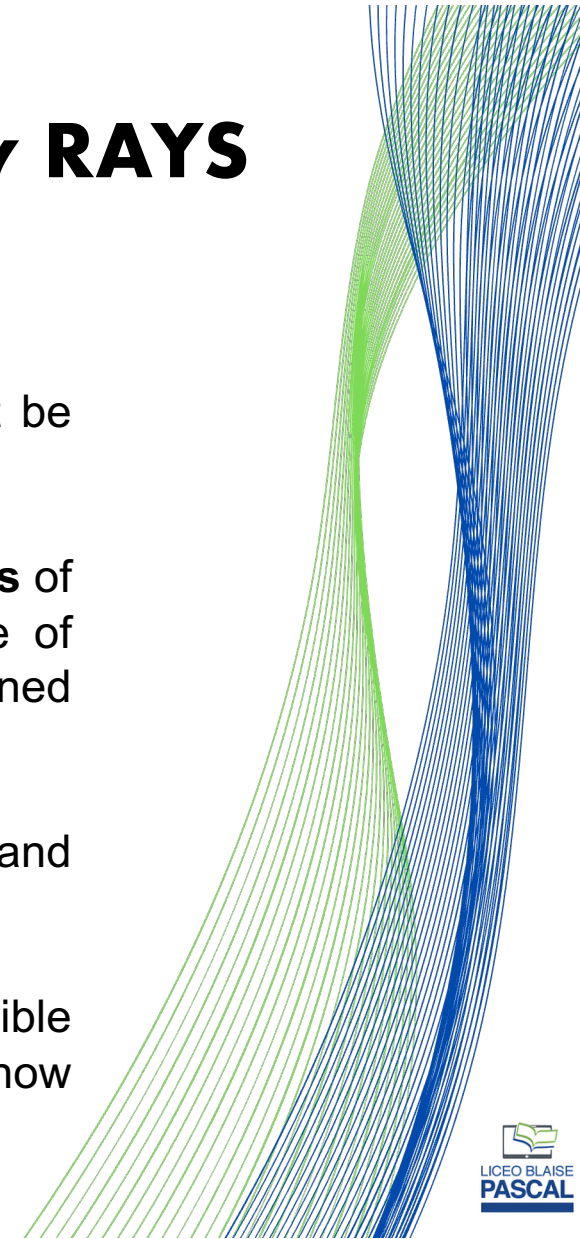 RAYS
be
s of
e of
ned
and
ible
now
LICEO BLAISE
PASCAL